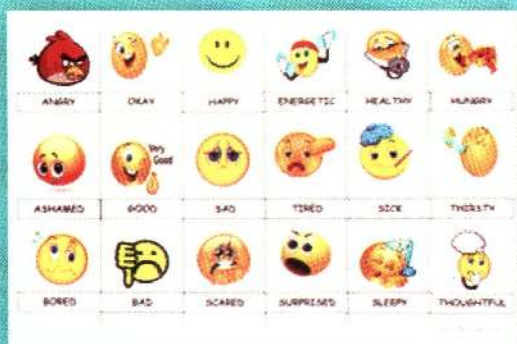 ANGRY OKAY HAPPY ENERGETIC HEALTHY HUNGRY
Very
Good
ASHAMED GOOD SAD TIRED SICK THIRSTY
BORED BAD SCARED SURPRISED SLEEPY THOUGHTFUL